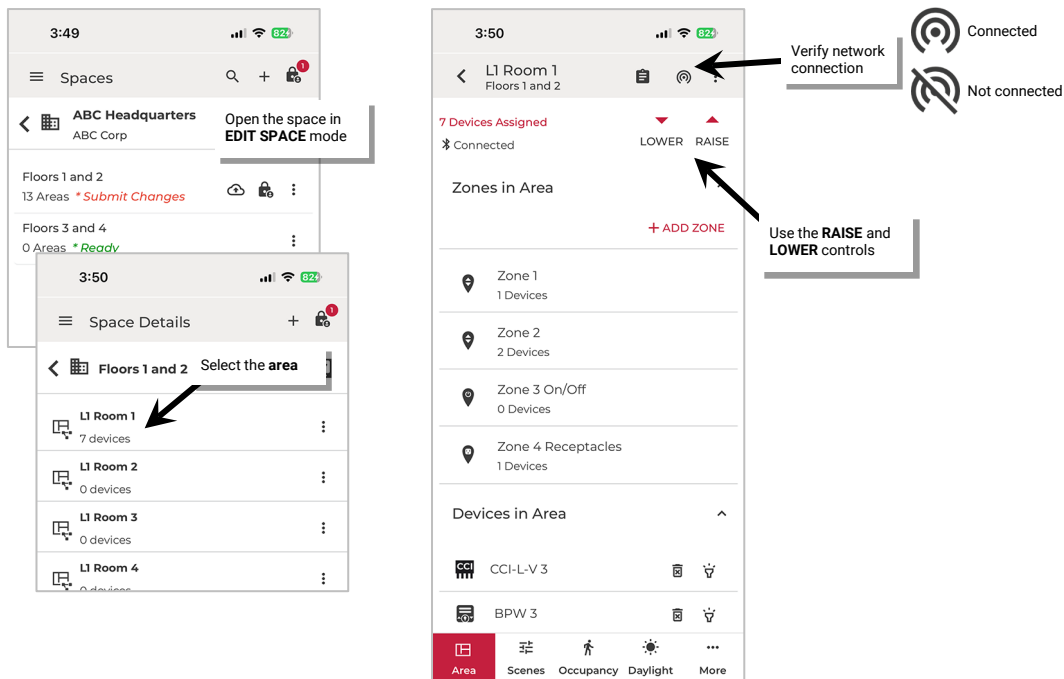 3:49
82
Spaces
1
ABC Headquarters
ABC Corp
Open the space in
EDIT SPACE mode
Floors 1 and 2
13 Areas * Submit Changes
Floors 3 and 4
0 Areas * Ready
3:50
82
Space Details
1
Floors 1 and 2
Select the area
L1 Room 1
7 devices
L1 Room 2
0 devices
L1 Room 3
0 devices
L1 Room 4
0 devices
3:50
82
L1 Room 1
Floors 1 and 2
Verify network
connection
Connected
Not connected
7 Devices Assigned
Connected
LOWER RAISE
Zones in Area
+ ADD ZONE
Use the RAISE and
LOWER controls
Zone 1
1 Devices
Zone 2
2 Devices
Zone 3 On/Off
0 Devices
Zone 4 Receptacles
1 Devices
Devices in Area
CCI
CCI-L-V 3
BPW 3
Area Scenes Occupancy Daylight More